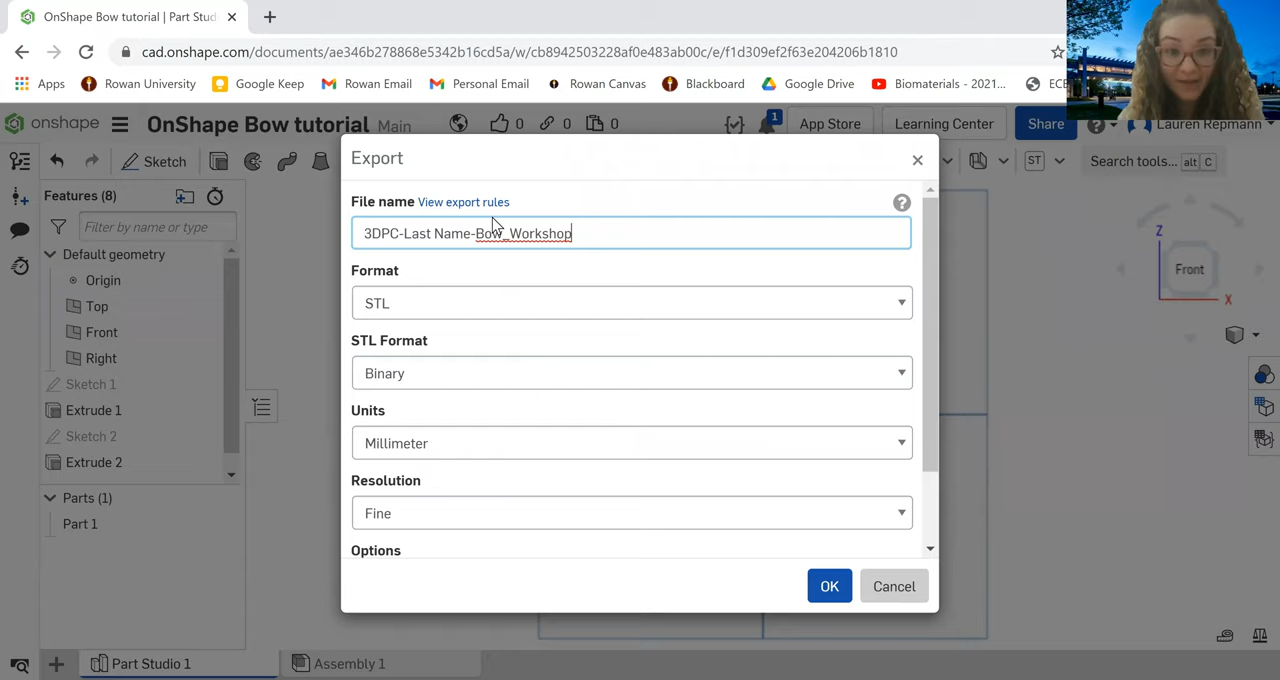 OnShape Bow tutorial | Part Stud
cad.onshape.com/documents/ae346b278868e5342b16cd5a/w/cb8942503228af0e483ab00c/e/f1d309ef2f63e204206b1810
Apps Rowan University Google Keep Rowan Email Personal Email Rowan Canvas Blackboard Google Drive Biomaterials - 2021... ECE
onshape OnShape Bow tutorial Main 0 0 0 1 App Store Learning Center Share Lauren Repmann
Sketch ST Search tools... alt C
Features (8)
Filter by name or type
Default geometry
Origin
Top
Front
Right
Sketch 1
Extrude 1
Sketch 2
Extrude 2
Parts (1)
Part 1
Export
File name View export rules
3DPC-Last Name-Bow_Workshop
Format
STL
STL Format
Binary
Units
Millimeter
Resolution
Fine
Options
OK Cancel
Z
Front
X
Part Studio 1 Assembly 1